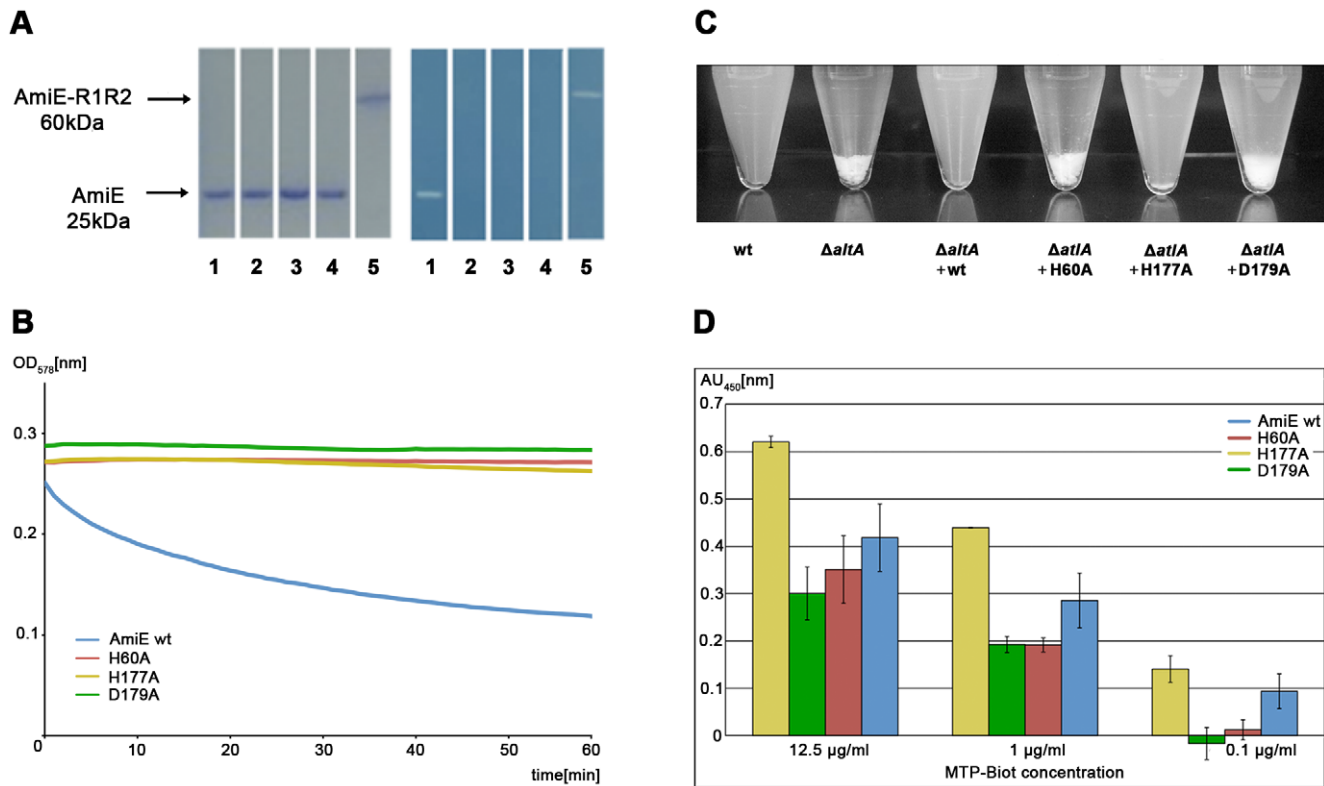 A
AmiE-R1R2
60kDa
AmiE
25kDa
1 2 3 4 5
1 2 3 4 5
B
OD578[nm]
0.3
0.2
0.1
0 10 20 30 40 50 60
time[min]
AmiE wt
H60A
H177A
D179A
C
wt ΔaltA ΔaltA ΔatlA ΔatlA ΔatlA
+wt +H60A +H177A +D179A
D
AU450[nm]
0.7
0.6
0.5
0.4
0.3
0.2
0.1
0
AmiE wt
H60A
H177A
D179A
12.5 µg/ml 1 µg/ml 0.1 µg/ml
MTP-Biot concentration